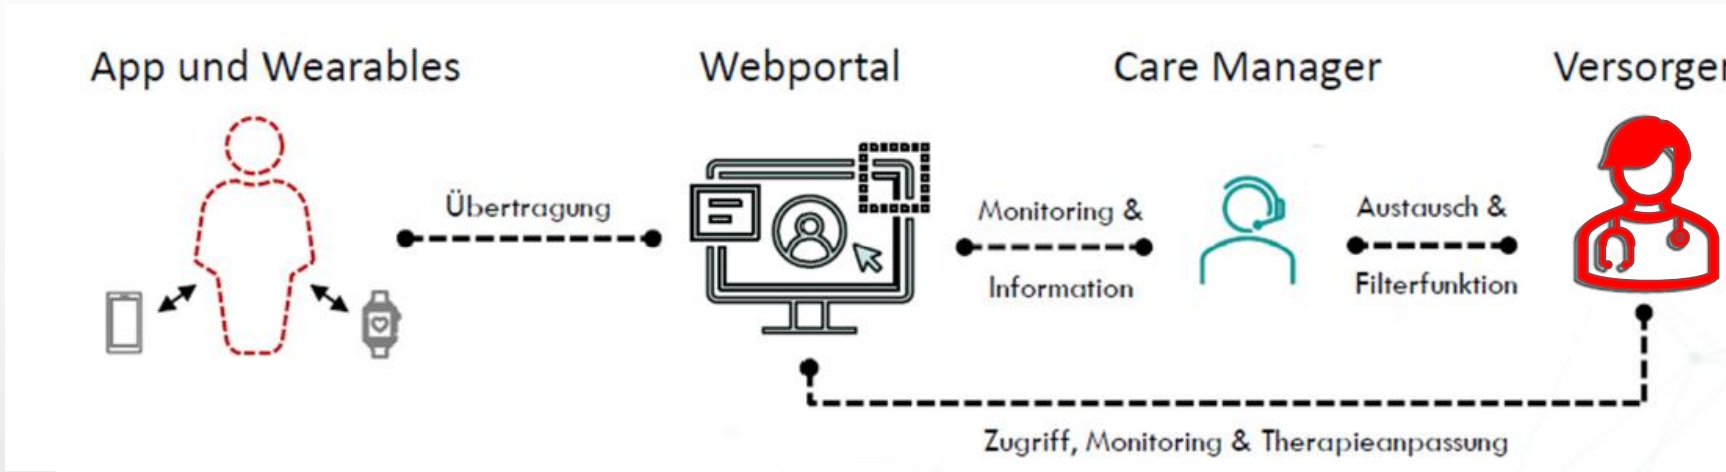 App und Wearables
Webportal
Care Manager
Versorger
Übertragung
Monitoring &
Information
Austausch &
Filterfunktion
Zugriff, Monitoring & Therapieanpassung